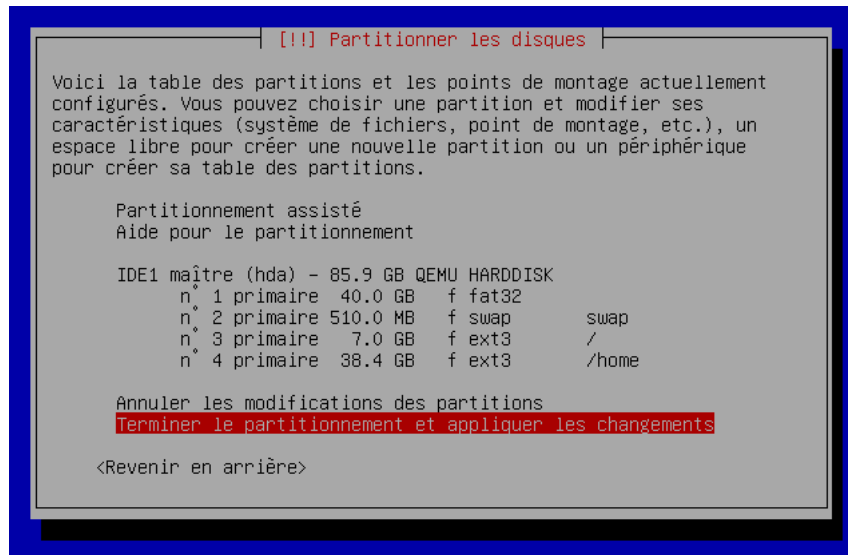 [!!] Partitionner les disques
Voici la table des partitions et les points de montage actuellement
configurés. Vous pouvez choisir une partition et modifier ses
caractéristiques (système de fichiers, point de montage, etc.), un
espace libre pour créer une nouvelle partition ou un périphérique
pour créer sa table des partitions.
Partitionnement assisté
Aide pour le partitionnement
IDE1 maître (hda) - 85.9 GB QEMU HARDDISK
n° 1 primaire 40.0 GB f fat32
n° 2 primaire 510.0 MB f swap swap
n° 3 primaire 7.0 GB f ext3 /
n° 4 primaire 38.4 GB f ext3 /home
Annuler les modifications des partitions
Terminer le partitionnement et appliquer les changements
<Revenir en arrière>